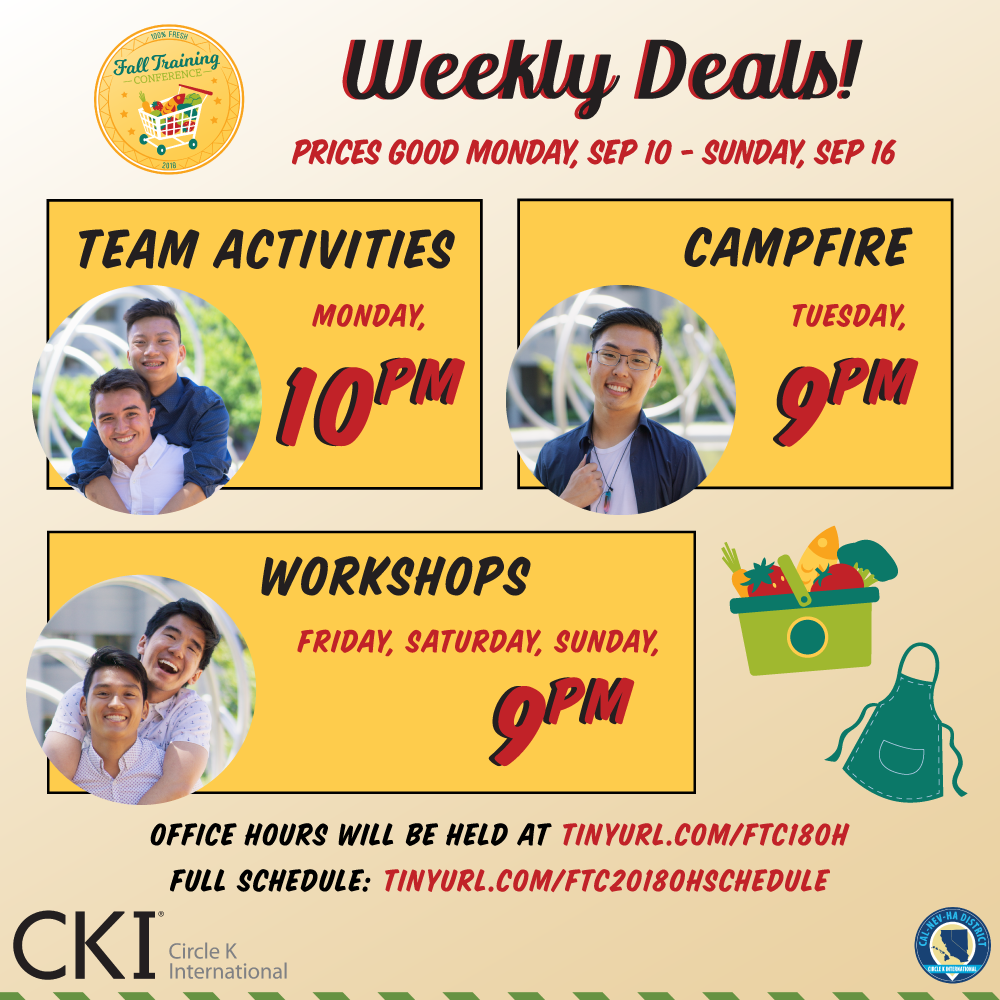 100% FRESH
Fall Training
CONFERENCE
2018
Weekly Deals!
PRICES GOOD MONDAY, SEP 10 - SUNDAY, SEP 16
TEAM ACTIVITIES
MONDAY,
10PM
CAMPFIRE
TUESDAY,
9PM
WORKSHOPS
FRIDAY, SATURDAY, SUNDAY,
9PM
OFFICE HOURS WILL BE HELD AT TINYURL.COM/FTC18OH
FULL SCHEDULE: TINYURL.COM/FTC2018OHSCHEDULE
CKI®
Circle K
International
CAL-NEV-HA DISTRICT
CIRCLE K INTERNATIONAL